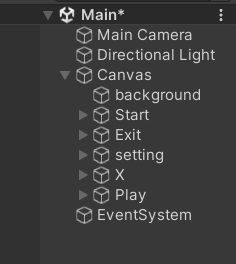 Main*
Main Camera
Directional Light
Canvas
background
Start
Exit
setting
X
Play
EventSystem